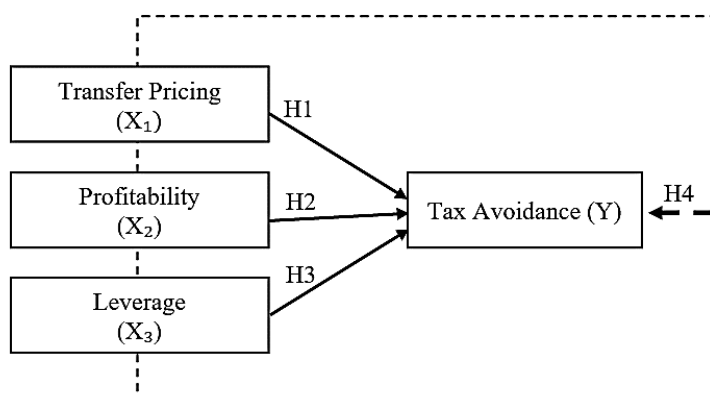 Transfer Pricing
(X₁)
H1
Profitability
(X₂)
H2
Tax Avoidance (Y)
H4
H3
Leverage
(X₃)